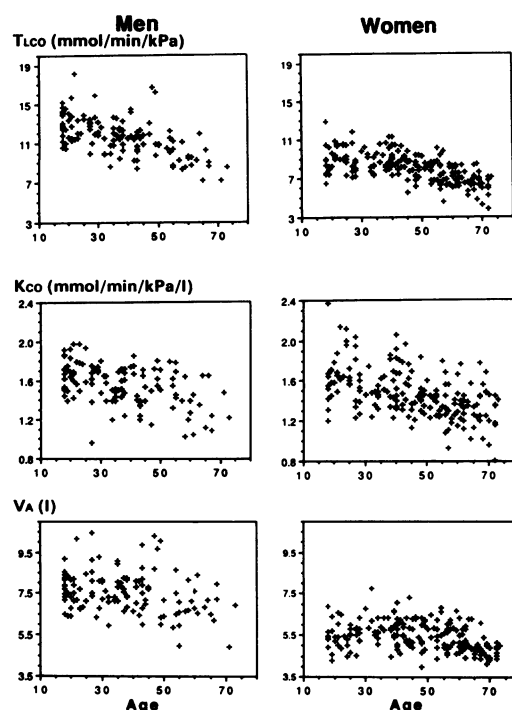 Men Women
TLCO (mmol/min/kPa)
19 19
15 15
11 11
7 7
3 3
10 30 50 70 10 30 50 70
KCO (mmol/min/kPa/l)
2.4 2.4
2.0 2.0
1.6 1.6
1.2 1.2
0.8 0.8
10 30 50 70 10 30 50 70
VA (l)
9.5 9.5
7.5 7.5
5.5 5.5
3.5 3.5
10 30 50 70 10 30 50 70
Age Age